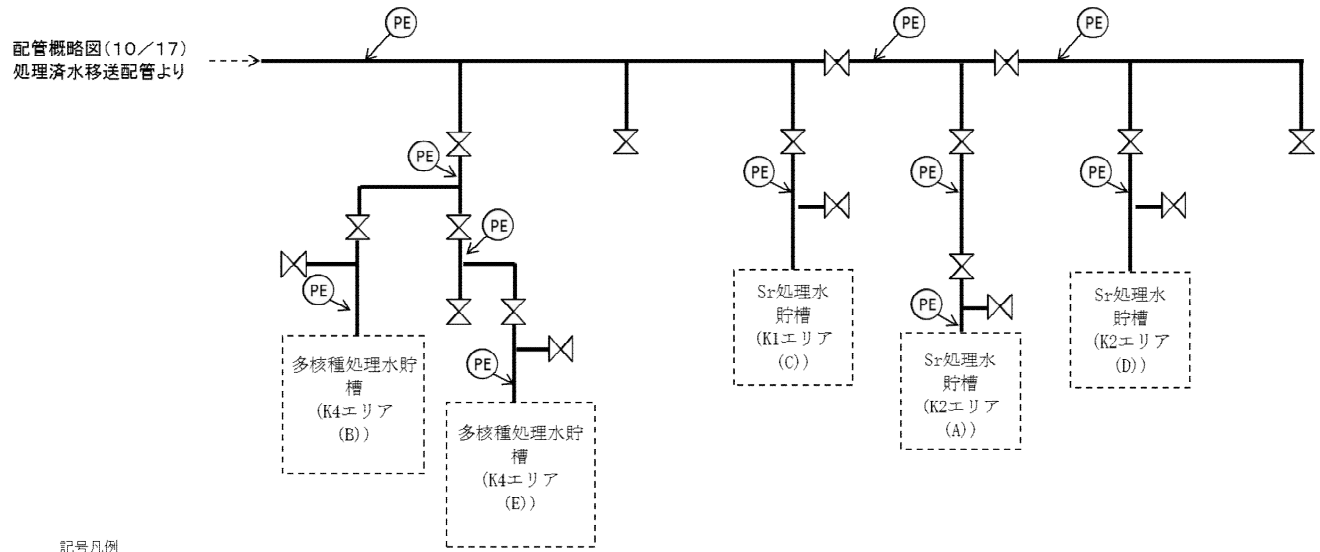 配管概略図(10／17)
処理済水移送配管より
PE
PE
PE
PE
PE
PE
PE
PE
PE
PE
PE
PE
多核種処理水貯
槽
(K4エリア
(B))
多核種処理水貯
槽
(K4エリア
(E))
Sr処理水
貯槽
(K1エリア
(C))
Sr処理水
貯槽
(K2エリア
(A))
Sr処理水
貯槽
(K2エリア
(D))
記号凡例